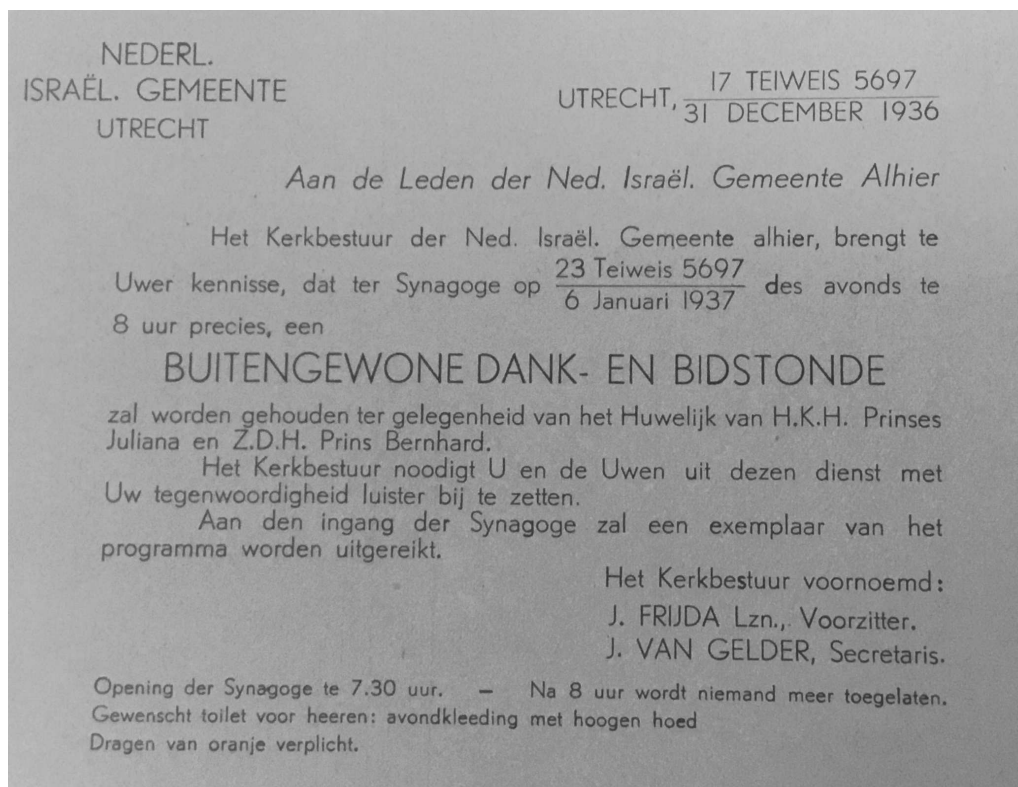 NEDERL.
ISRAËL. GEMEENTE
UTRECHT
UTRECHT, 17 TEIWEIS 5697
31 DECEMBER 1936
Aan de Leden der Ned. Israël. Gemeente Alhier
Het Kerkbestuur der Ned. Israël. Gemeente alhier, brengt te
Uwer kennisse, dat ter Synagoge op 23 Teiweis 5697 / 6 Januari 1937 des avonds te
8 uur precies, een
BUITENGEWONE DANK- EN BIDSTONDE
zal worden gehouden ter gelegenheid van het Huwelijk van H.K.H. Prinses
Juliana en Z.D.H. Prins Bernhard.
Het Kerkbestuur noodigt U en de Uwen uit dezen dienst met
Uw tegenwoordigheid luister bij te zetten.
Aan den ingang der Synagoge zal een exemplaar van het
programma worden uitgereikt.
Het Kerkbestuur voornoemd:
J. FRIJDA Lzn., Voorzitter.
J. VAN GELDER, Secretaris.
Opening der Synagoge te 7.30 uur. — Na 8 uur wordt niemand meer toegelaten.
Gewenscht toilet voor heeren: avondkleeding met hoogen hoed
Dragen van oranje verplicht.